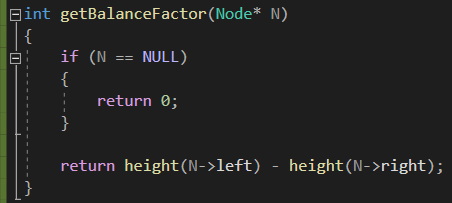 int getBalanceFactor(Node* N)
{
if (N == NULL)
{
return 0;
}
return height(N->left) - height(N->right);
}